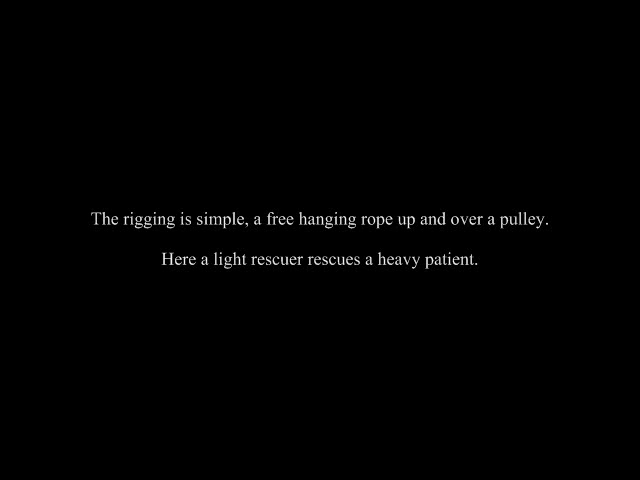 The rigging is simple, a free hanging rope up and over a pulley.
Here a light rescuer rescues a heavy patient.